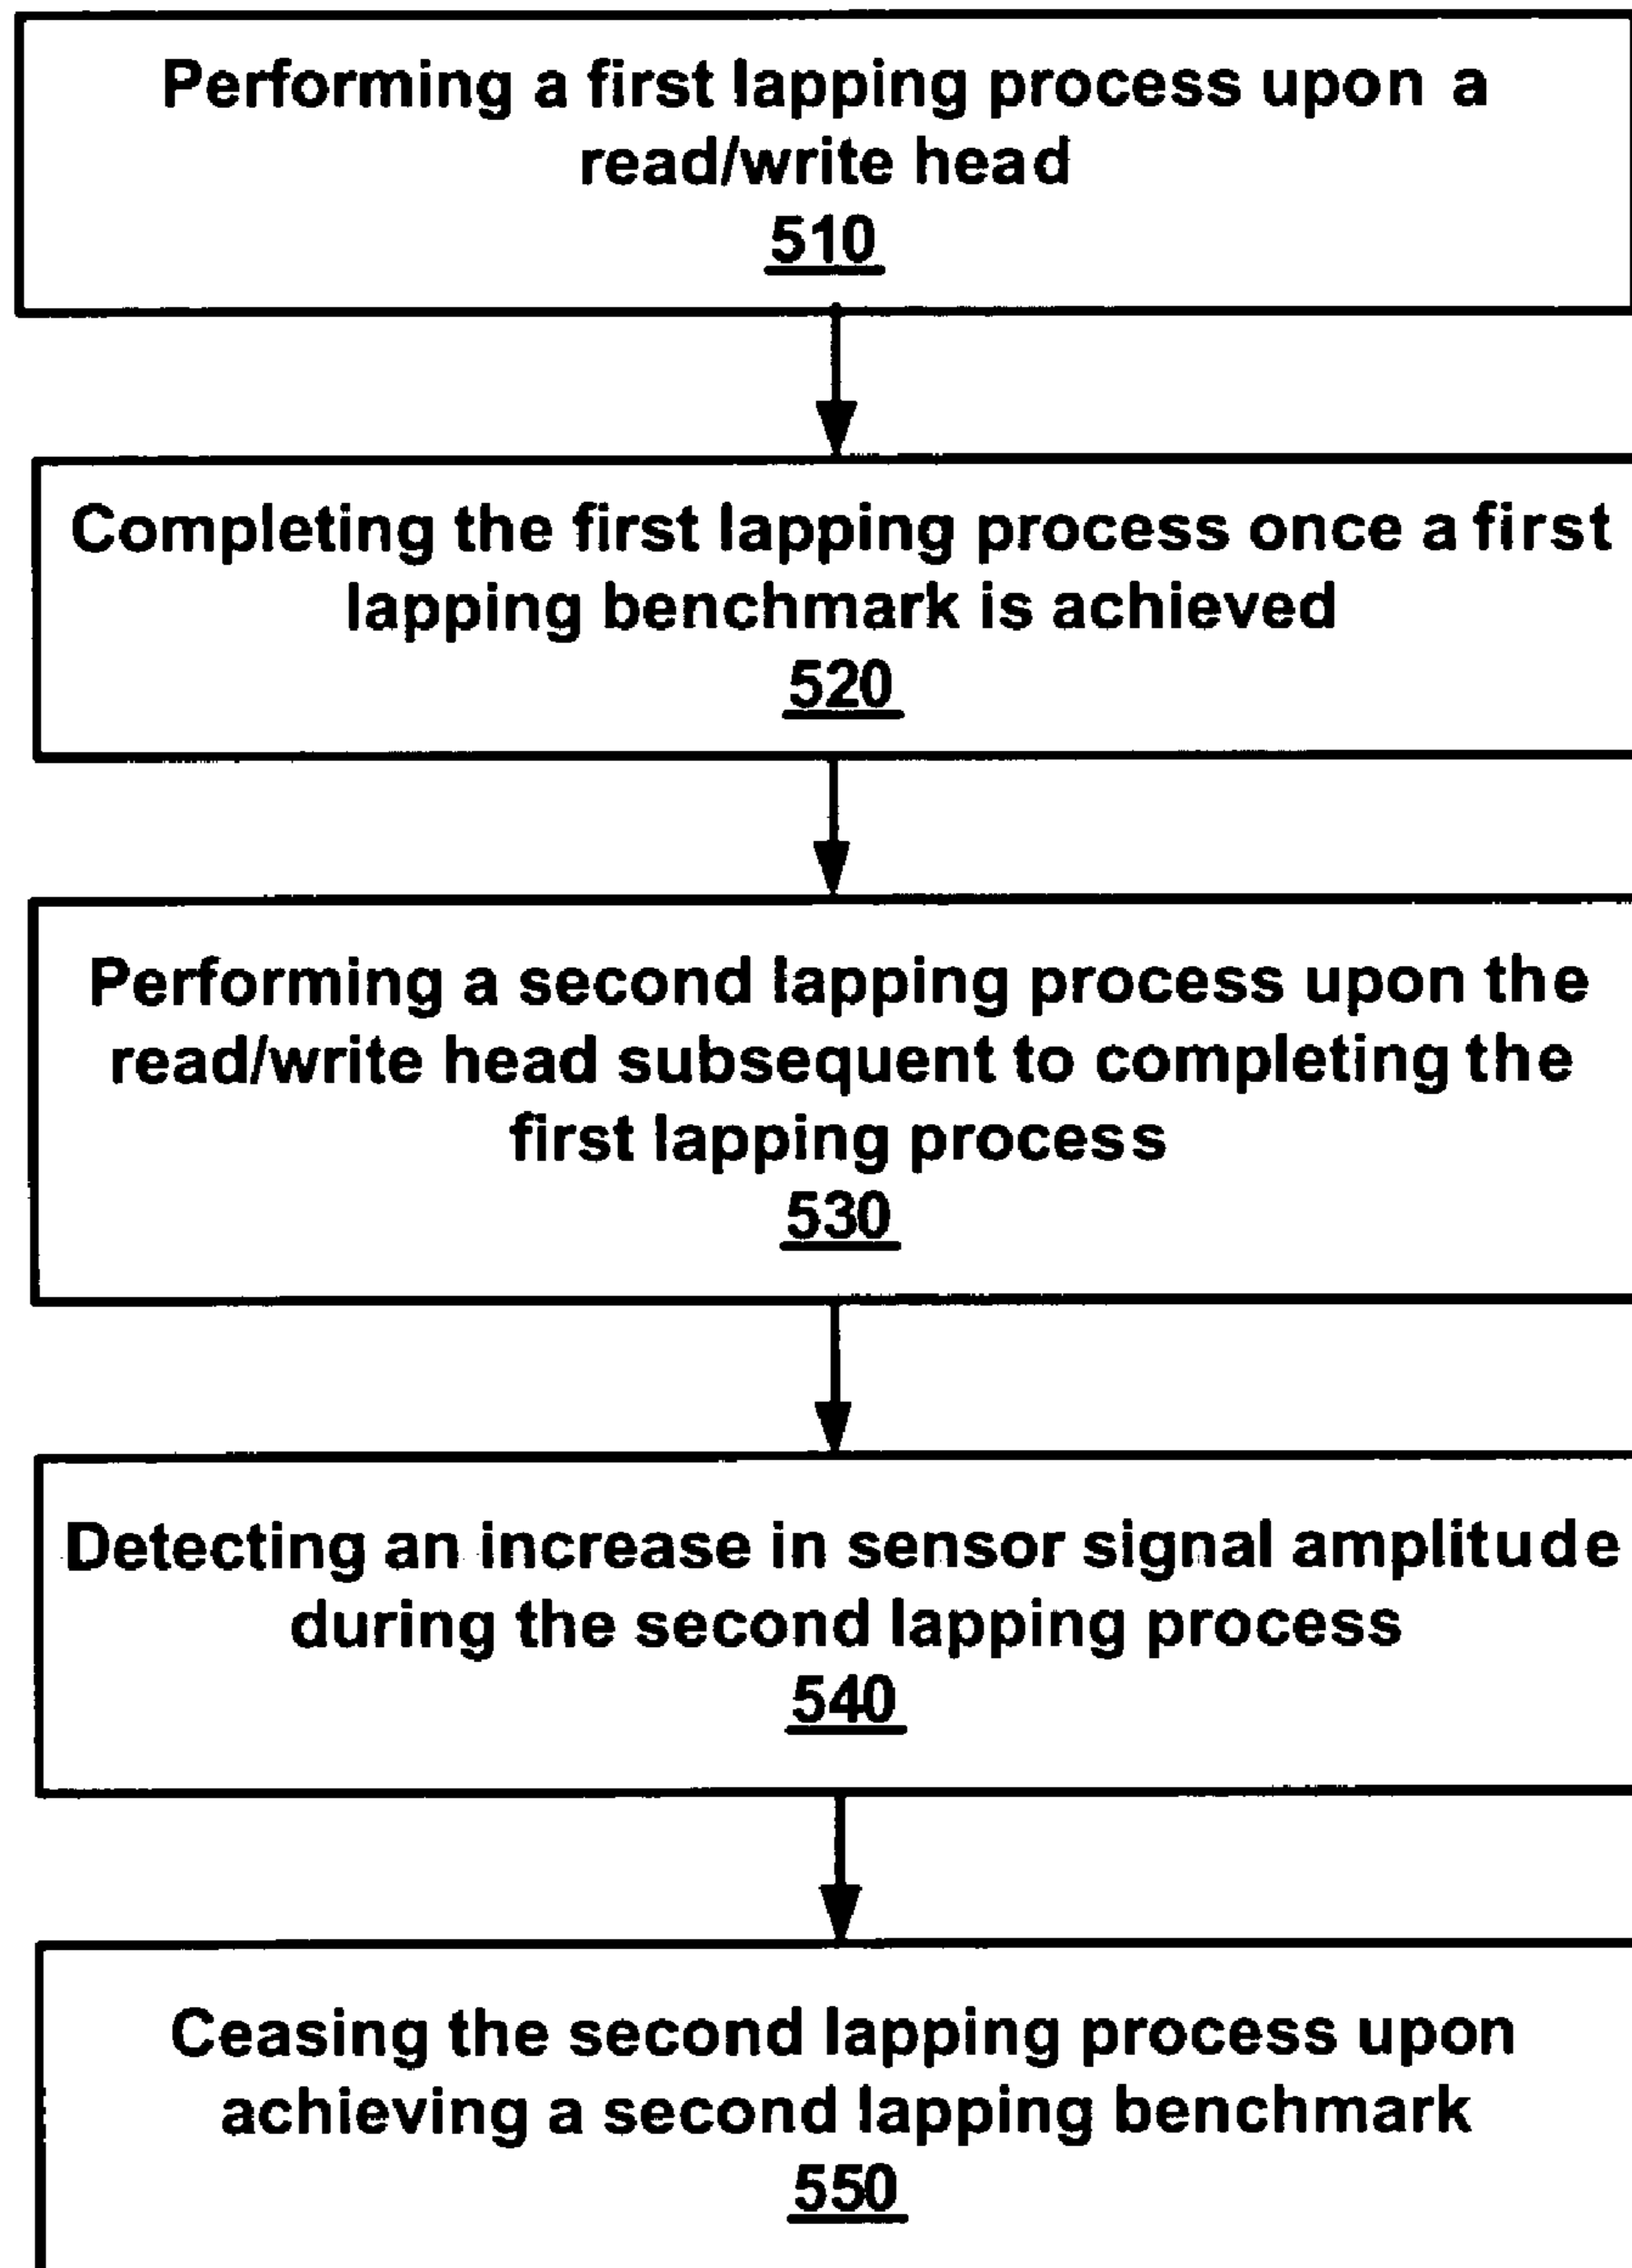 Performing a first lapping process upon a
read/write head
510
Completing the first lapping process once a first
lapping benchmark is achieved
520
Performing a second lapping process upon the
read/write head subsequent to completing the
first lapping process
530
Detecting an increase in sensor signal amplitude
during the second lapping process
540
Ceasing the second lapping process upon
achieving a second lapping benchmark
550